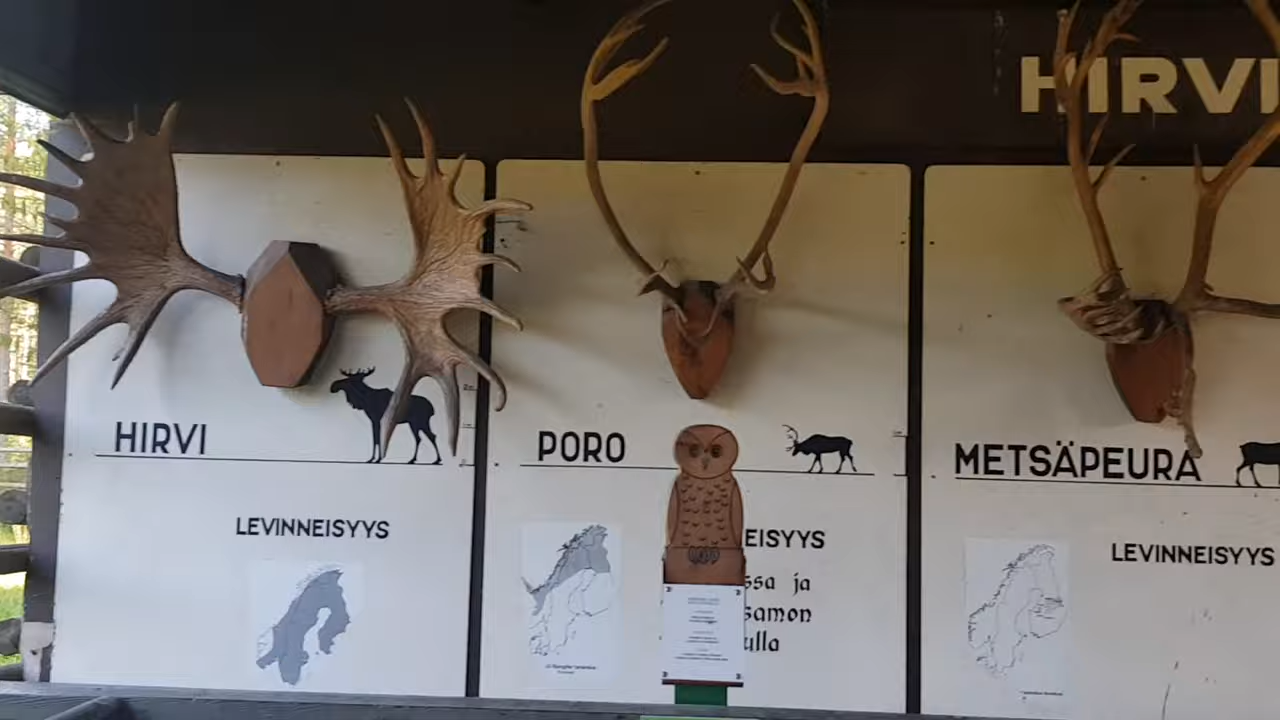 HIRVI
HIRVI
LEVINNEISYYS
PORO
EISYYS
ssa ja
samon
ulla
METSÄPEURA
LEVINNEISYYS